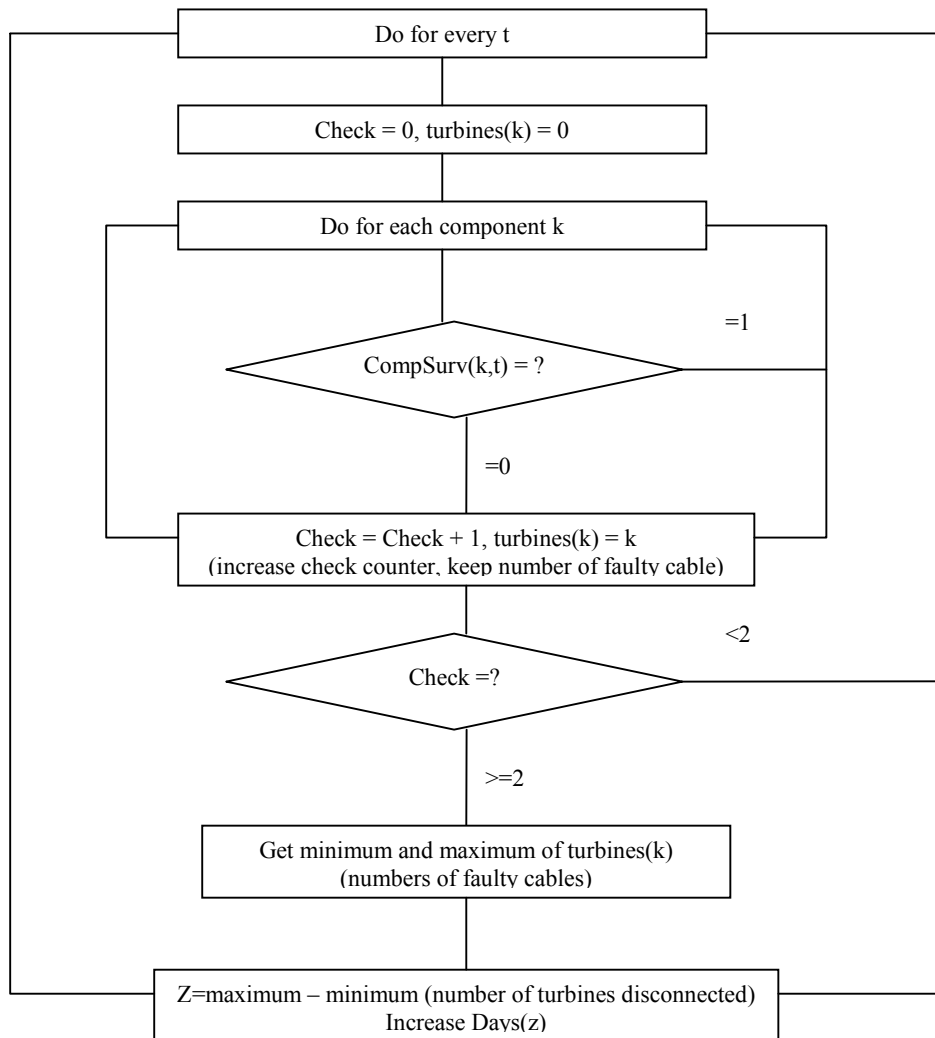 Do for every t
Check = 0, turbines(k) = 0
Do for each component k
=1
CompSurv(k,t) = ?
=0
Check = Check + 1, turbines(k) = k
(increase check counter, keep number of faulty cable)
<2
Check =?
>=2
Get minimum and maximum of turbines(k)
(numbers of faulty cables)
Z=maximum – minimum (number of turbines disconnected)
Increase Days(z)